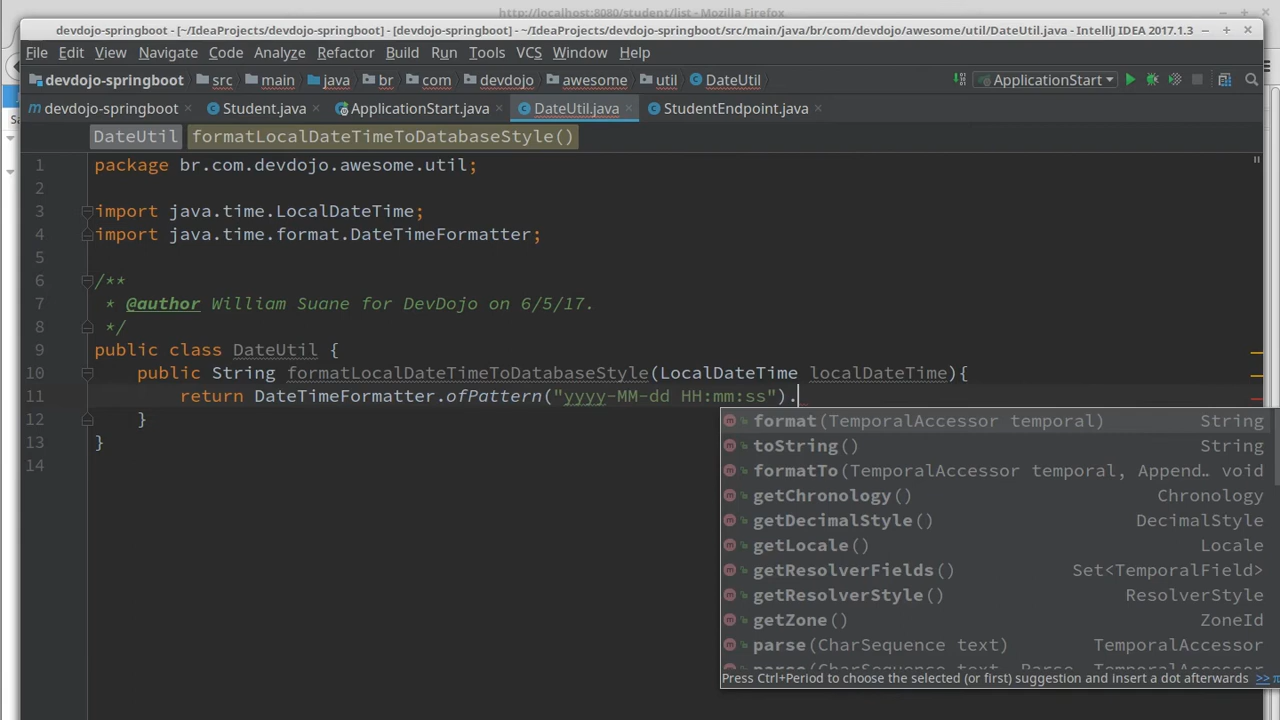 http://localhost:8080/student/list - Mozilla Firefox
devdojo-springboot - [~/IdeaProjects/devdojo-springboot] - [devdojo-springboot] - ~/IdeaProjects/devdojo-springboot/src/main/java/br/com/devdojo/awesome/util/DateUtil.java - IntelliJ IDEA 2017.1.3
File Edit View Navigate Code Analyze Refactor Build Run Tools VCS Window Help
devdojo-springboot src main java br com devdojo awesome util DateUtil ApplicationStart
devdojo-springboot Student.java ApplicationStart.java DateUtil.java StudentEndpoint.java
DateUtil formatLocalDateTimeToDatabaseStyle()
1 package br.com.devdojo.awesome.util;
2
3 import java.time.LocalDateTime;
4 import java.time.format.DateTimeFormatter;
5
6 /**
7 * @author William Suane for DevDojo on 6/5/17.
8 */
9 public class DateUtil {
10 public String formatLocalDateTimeToDatabaseStyle(LocalDateTime localDateTime){
11 return DateTimeFormatter.ofPattern("yyyy-MM-dd HH:mm:ss").
12 }
13 }
14
format(TemporalAccessor temporal) String
toString() String
formatTo(TemporalAccessor temporal, Append… void
getChronology() Chronology
getDecimalStyle() DecimalStyle
getLocale() Locale
getResolverFields() Set<TemporalField>
getResolverStyle() ResolverStyle
getZone() ZoneId
parse(CharSequence text) TemporalAccessor
Press Ctrl+Period to choose the selected (or first) suggestion and insert a dot afterwards >>